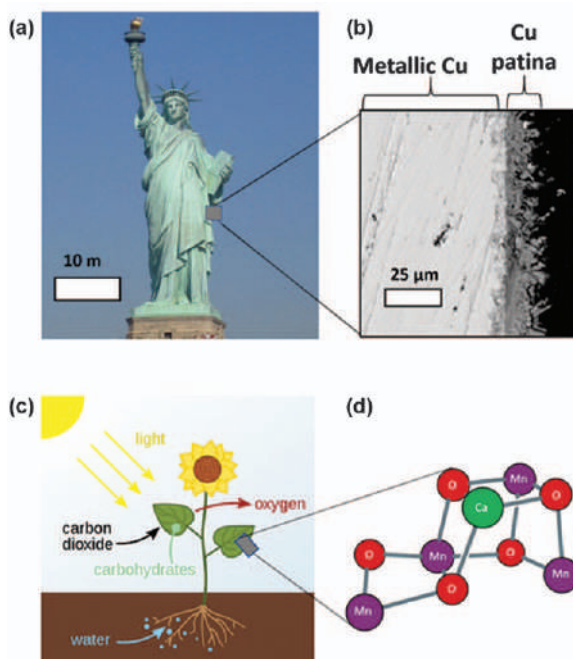 (a)
10 m
(b)
Metallic Cu
Cu
patina
25 μm
(c)
light
oxygen
carbon
dioxide
carbohydrates
water
(d)
Mn
O
Ca
O
O
Mn
O
Mn
O
Mn